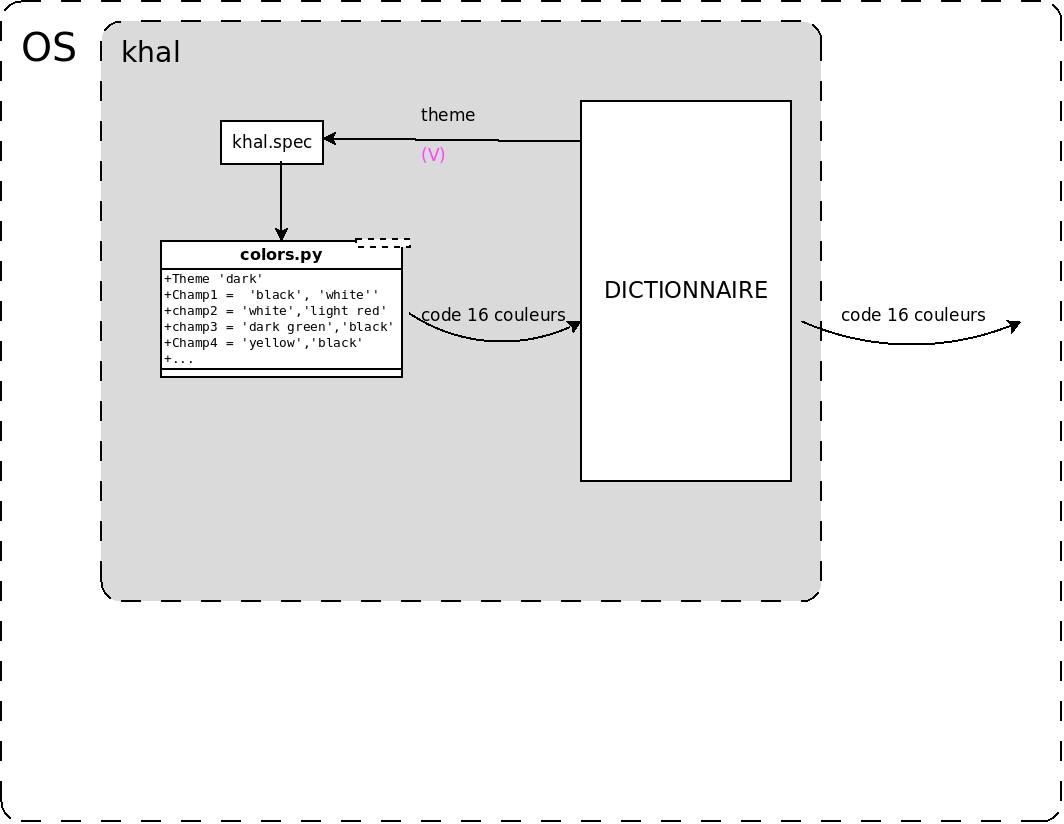 OS
khal
theme
khal.spec
(V)
colors.py
+Theme 'dark'
+Champ1 =  'black', 'white''
+champ2 = 'white','light red'
+champ3 = 'dark green','black'
+Champ4 = 'yellow','black'
+...
code 16 couleurs
DICTIONNAIRE
code 16 couleurs